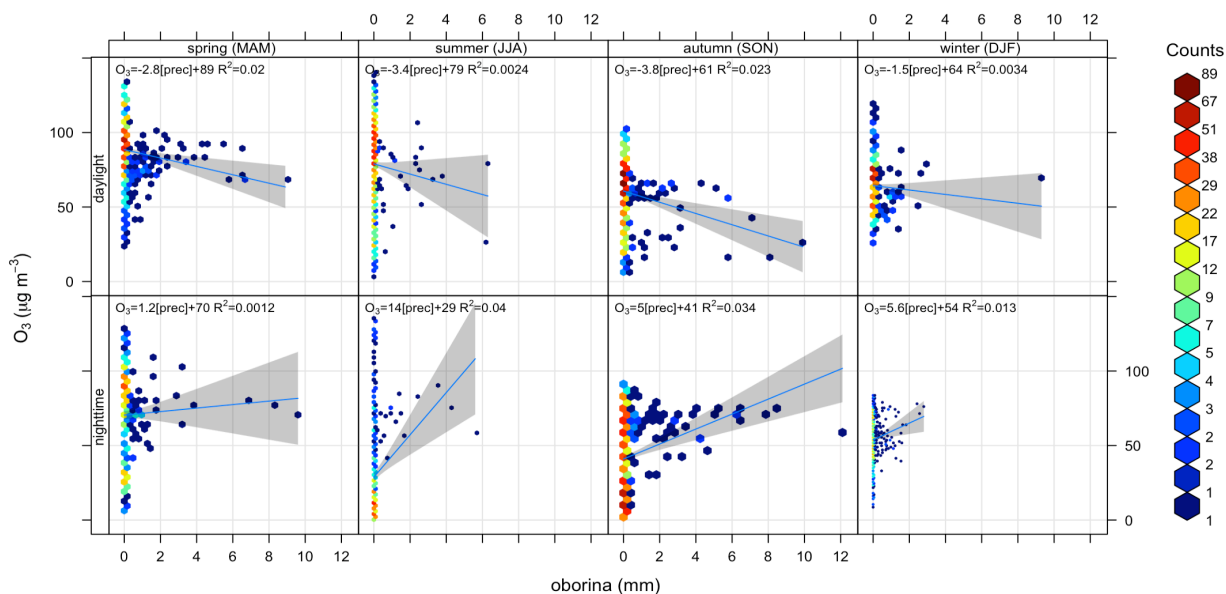 0 2 4 6 8 10 12 0 2 4 6 8 10 12
spring (MAM) summer (JJA) autumn (SON) winter (DJF)
Counts
O₃=-2.8[prec]+89 R²=0.02
O₃=-3.4[prec]+79 R²=0.0024
O₃=-3.8[prec]+61 R²=0.023
O₃=-1.5[prec]+64 R²=0.0034
daylight
100
50
0
O₃=1.2[prec]+70 R²=0.0012
O₃=14[prec]+29 R²=0.04
O₃=5[prec]+41 R²=0.034
O₃=5.6[prec]+54 R²=0.013
nighttime
100
50
0
O₃ (µg m⁻³)
0 2 4 6 8 10 12 0 2 4 6 8 10 12
oborina (mm)
89
67
51
38
29
22
17
12
9
7
5
4
3
2
2
1
1